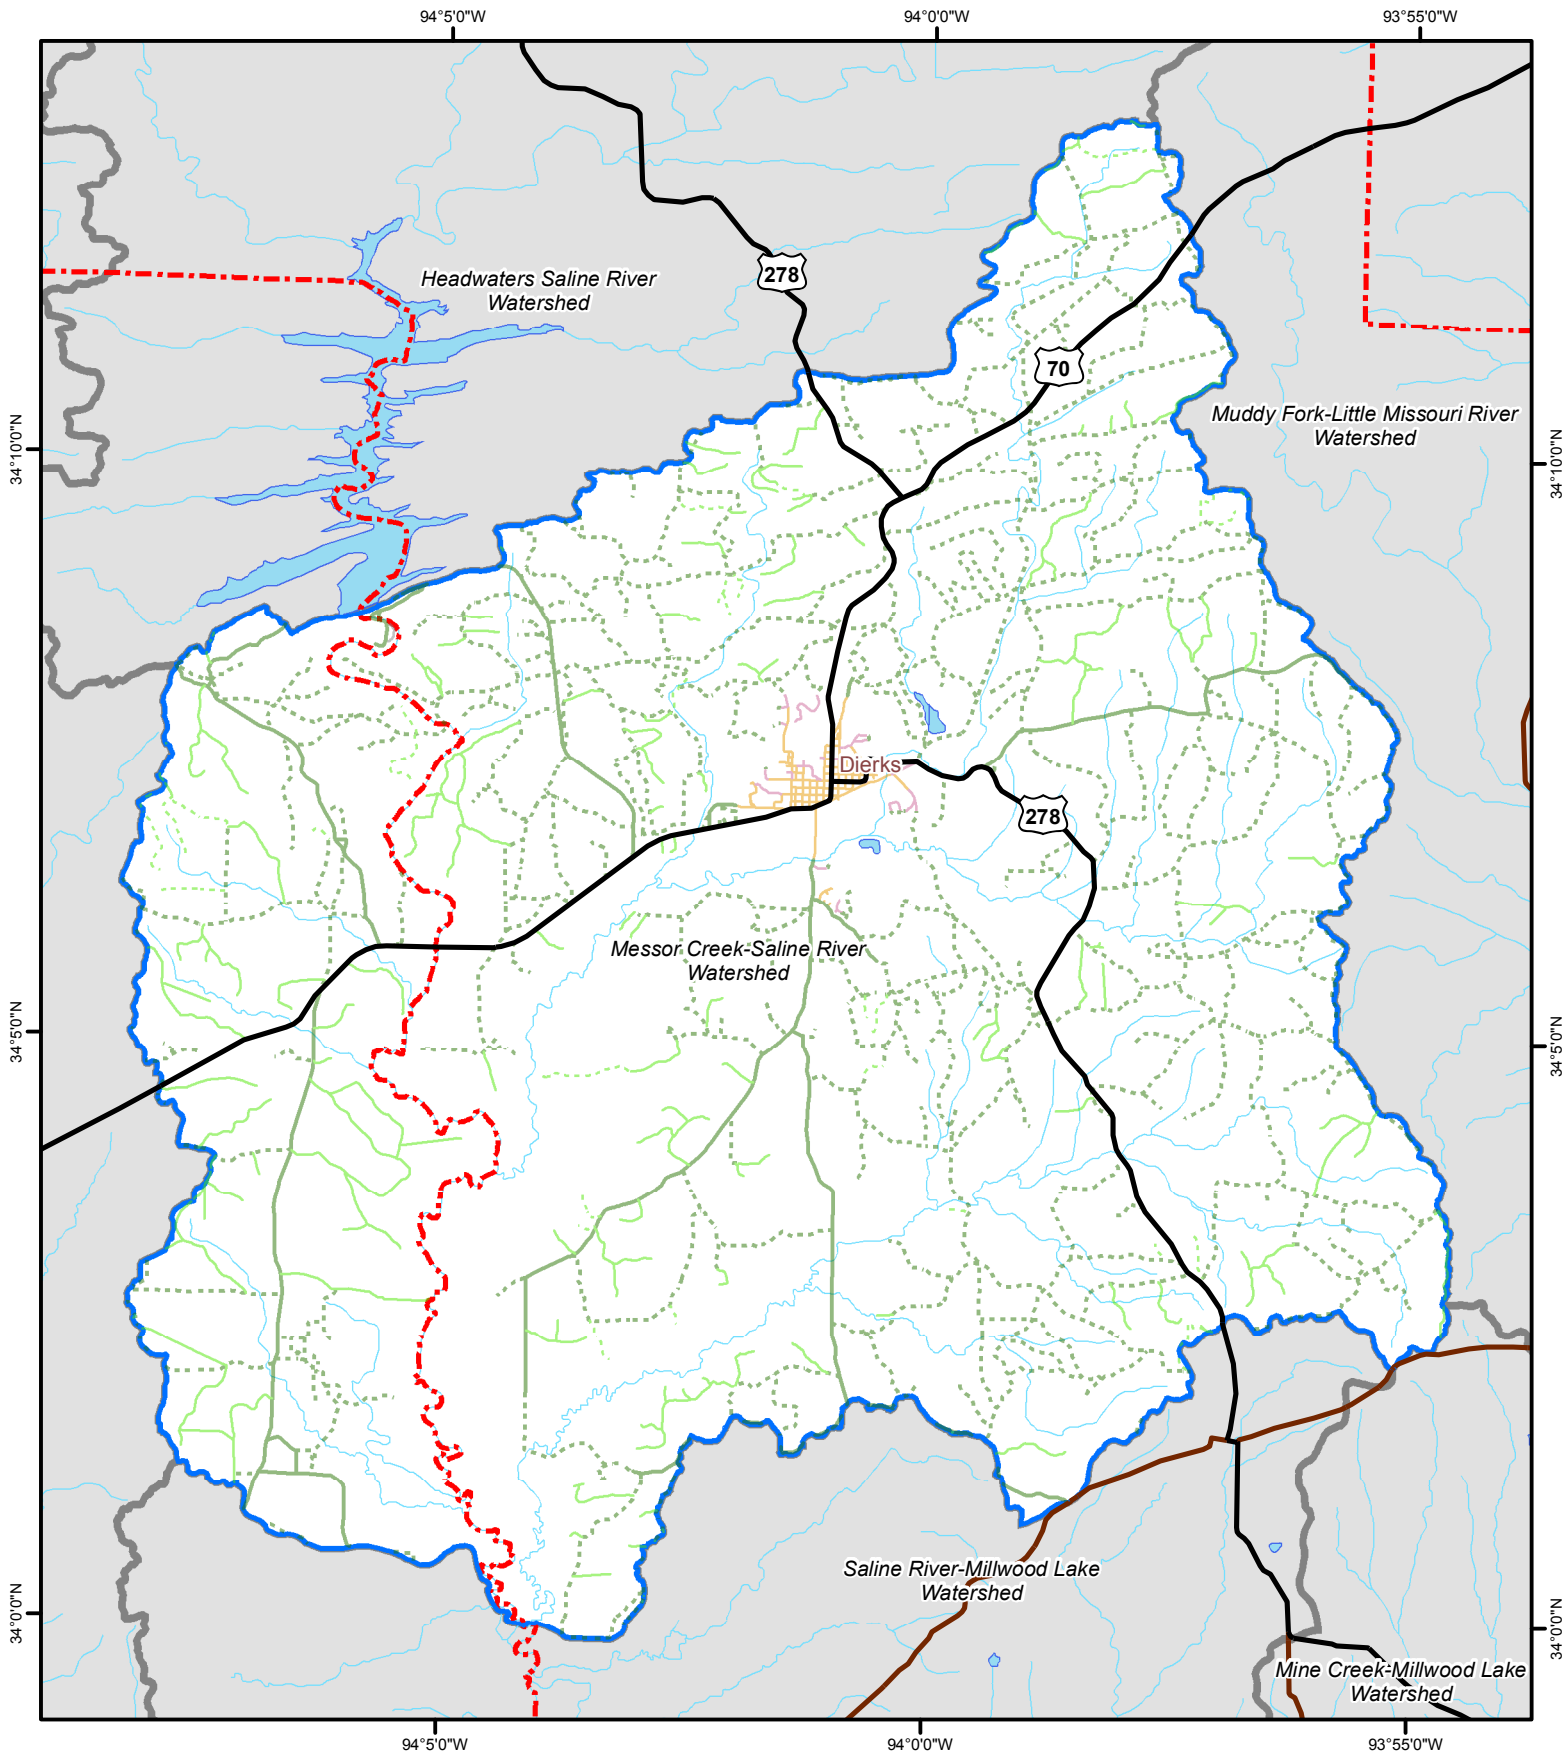 94°5'0"W
94°0'0"W
93°55'0"W
278
Headwaters Saline River
Watershed
70
Muddy Fork-Little Missouri River
Watershed
34°10'0"N
34°10'0"N
Dierks
278
Messor Creek-Saline River
Watershed
34°5'0"N
34°5'0"N
Saline River-Millwood Lake
Watershed
34°0'0"N
34°0'0"N
Mine Creek-Millwood Lake
Watershed
94°5'0"W
94°0'0"W
93°55'0"W